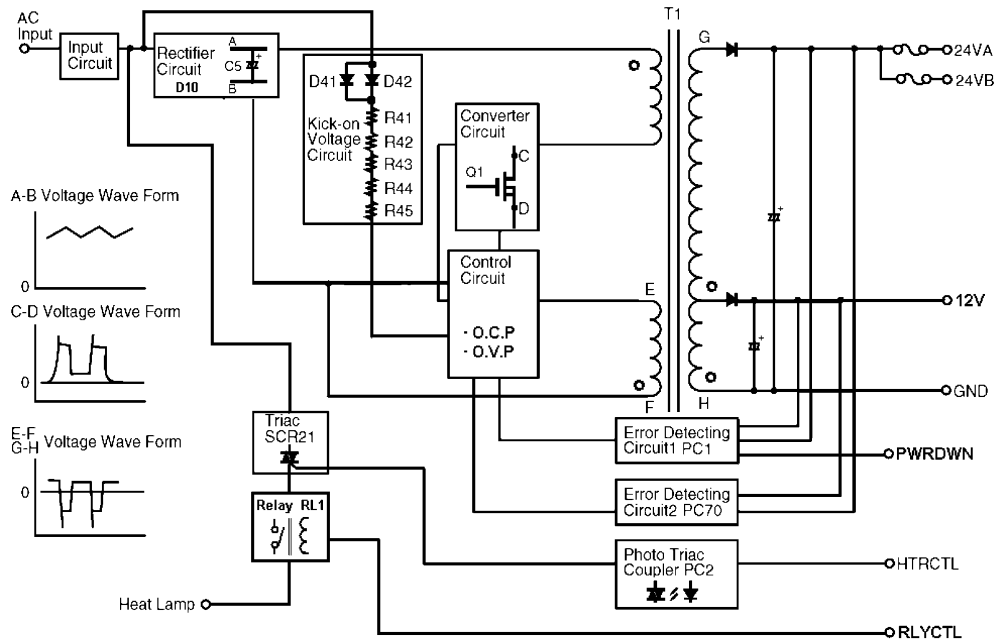 AC
Input
Input
Circuit
Rectifier
Circuit
D10
A
C5
+
B
D41
D42
Kick-on
Voltage
Circuit
R41
R42
R43
R44
R45
Converter
Circuit
Q1
C
D
Control
Circuit
· O.C.P
· O.V.P
T1
E
F
G
H
+
+
24VA
24VB
12V
GND
A-B Voltage Wave Form
0
C-D Voltage Wave Form
0
E-F
G-H Voltage Wave Form
0
Triac
SCR21
Relay RL1
Heat Lamp
Error Detecting
Circuit1 PC1
PWRDWN
Error Detecting
Circuit2 PC70
Photo Triac
Coupler PC2
HTRCTL
RLYCTL